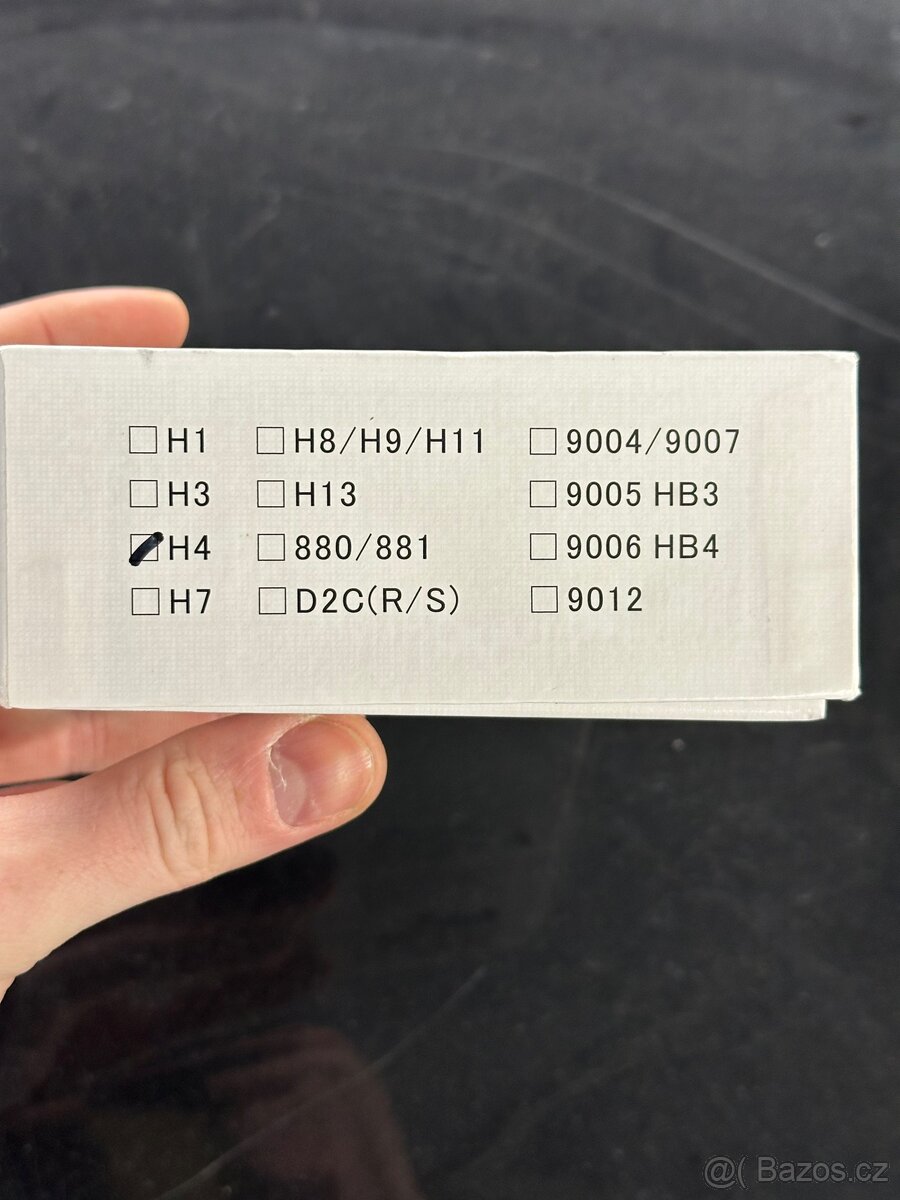 □H1 □H8/H9/H11 □9004/9007
□H3 □H13 □9005 HB3
☑H4 □880/881 □9006 HB4
□H7 □D2C(R/S) □9012
@( Bazos.cz